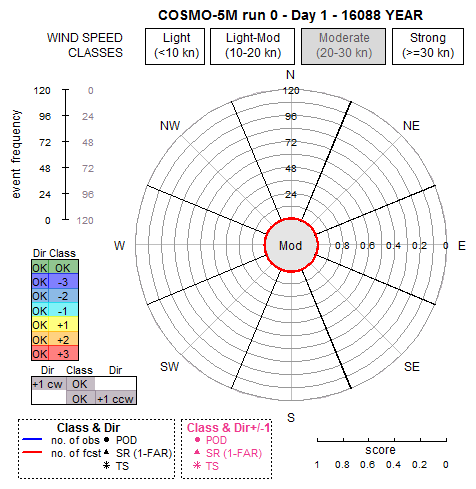 COSMO-5M run 0 - Day 1 - 16088 YEAR
WIND SPEED
CLASSES
Light
(<10 kn)
Light-Mod
(10-20 kn)
Moderate
(20-30 kn)
Strong
(>=30 kn)
event frequency
120 0
96 24
72 48
48 72
24 96
0 120
N
NE
E
SE
S
SW
W
NW
120
96
72
48
24
Mod
0.8 0.6 0.4 0.2 0
Dir Class
OK OK
OK -3
OK -2
OK -1
OK +1
OK +2
OK +3
Dir Class Dir
+1 cw OK
OK +1 ccw
Class & Dir
no. of obs POD
no. of fcst SR (1-FAR)
TS
Class & Dir+/-1
POD
SR (1-FAR)
TS
score
1 0.8 0.6 0.4 0.2 0